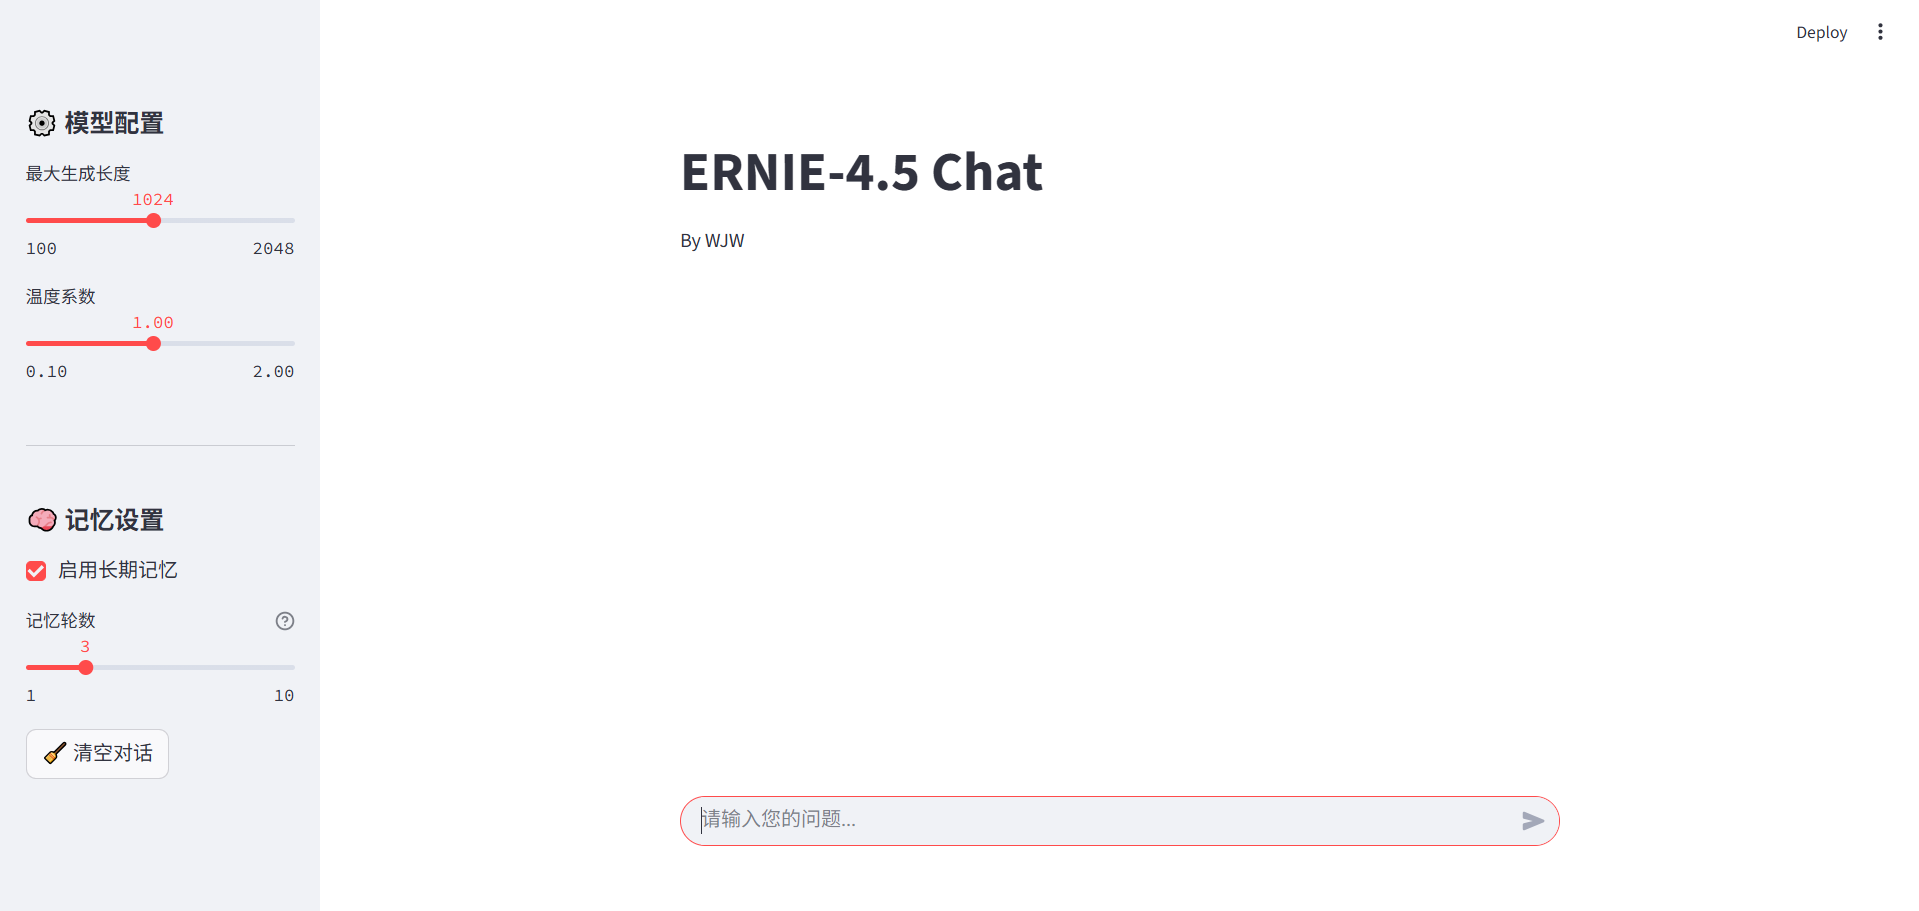 Deploy
模型配置
最大生成长度
1024
100 2048
温度系数
1.00
0.10 2.00
记忆设置
启用长期记忆
记忆轮数
3
1 10
清空对话
ERNIE-4.5 Chat
By WJW
请输入您的问题...